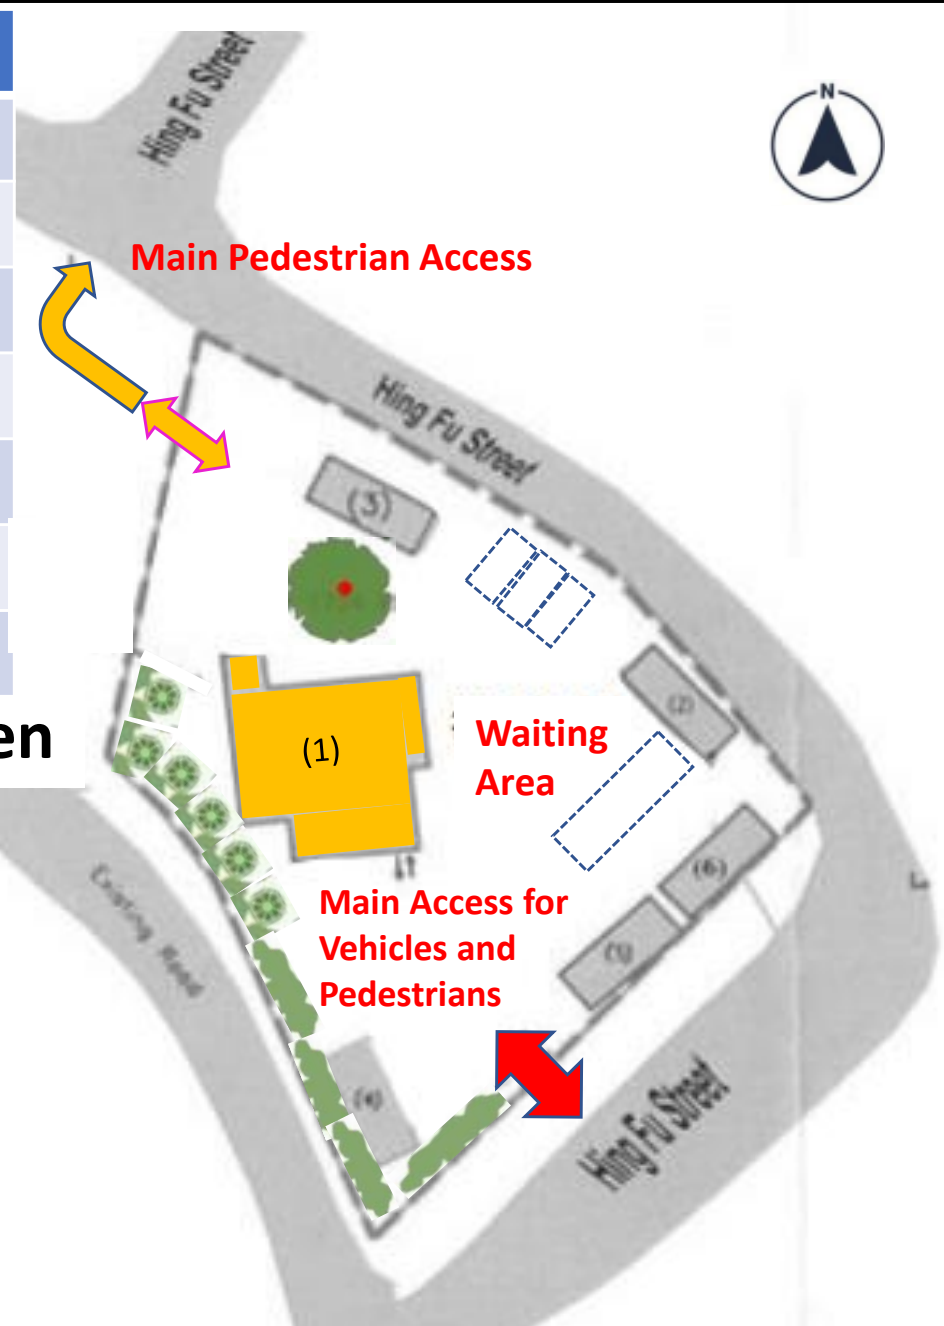 Hing Fu Street
N
Main Pedestrian Access
Hing Fu Street
(3)
(2)
en
(1)
Waiting
Area
(6)
Existing Road
Main Access for
Vehicles and
Pedestrians
(4)
Hing Fu Street